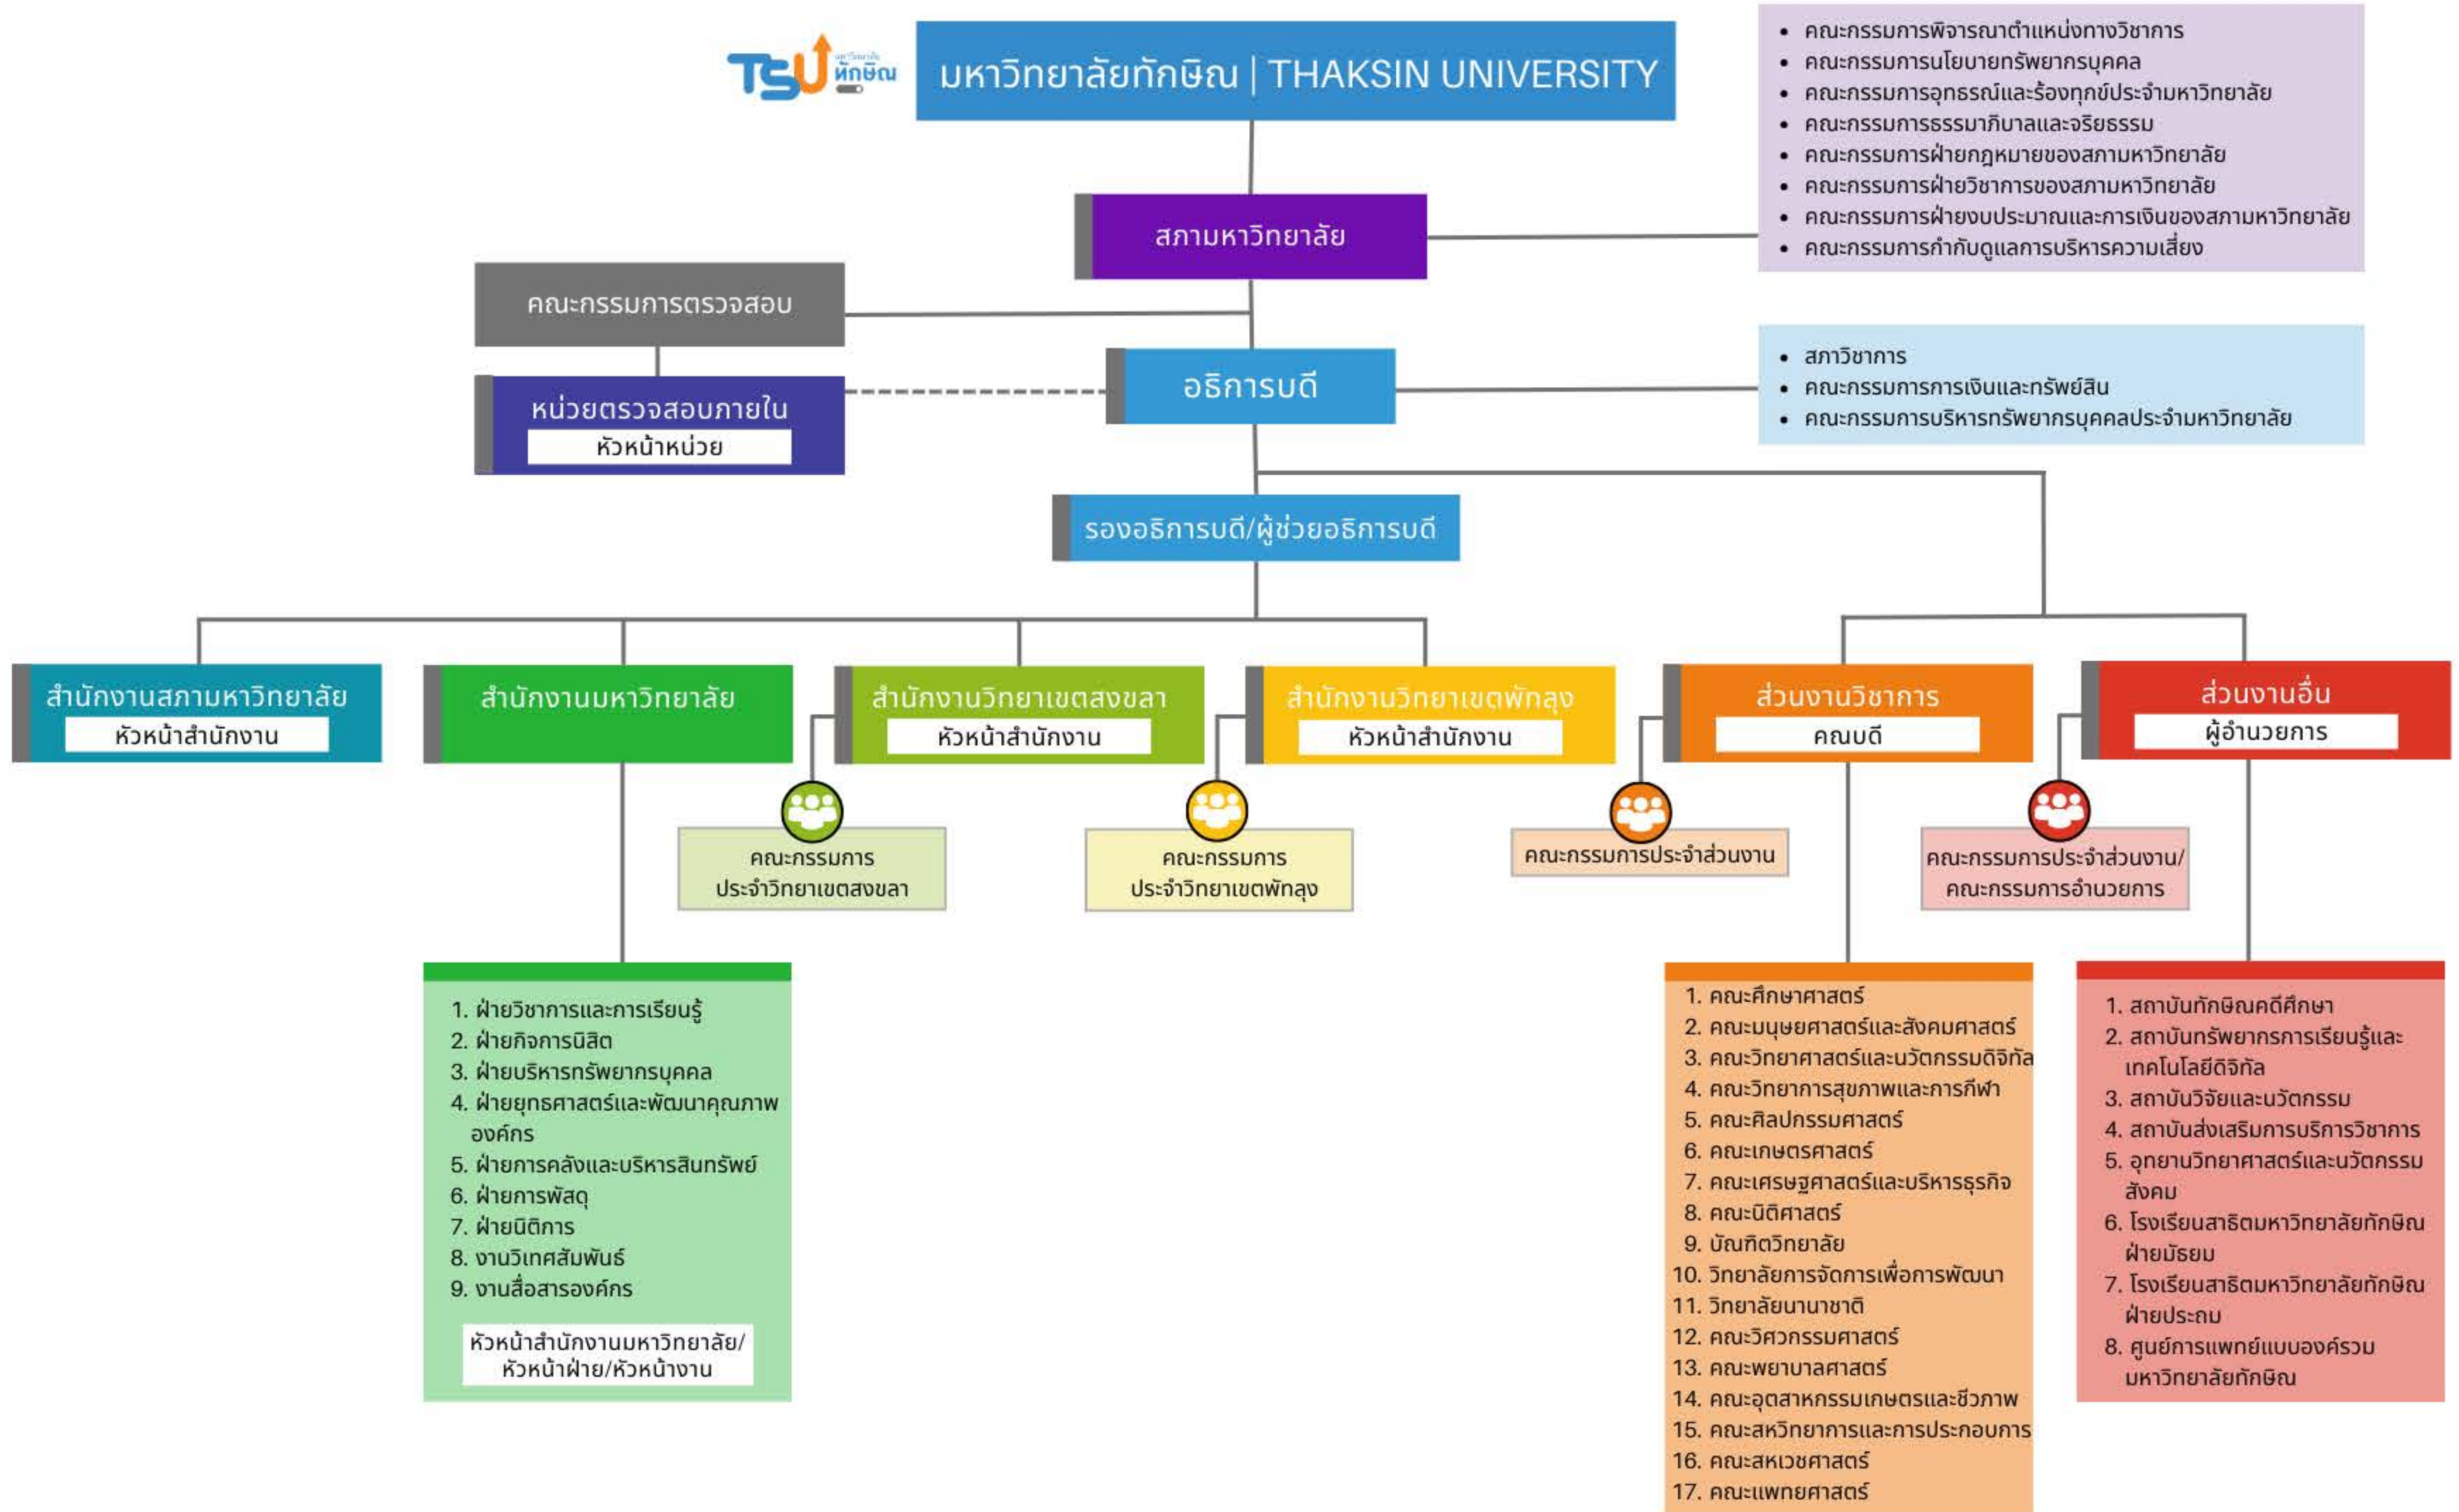 TSU มหาวิทยาลัย ทักษิณ
มหาวิทยาลัยทักษิณ | THAKSIN UNIVERSITY
• คณะกรรมการพิจารณาตำแหน่งทางวิชาการ
• คณะกรรมการนโยบายทรัพยากรบุคคล
• คณะกรรมการอุทธรณ์และร้องทุกข์ประจำมหาวิทยาลัย
• คณะกรรมการธรรมาภิบาลและจริยธรรม
• คณะกรรมการฝ่ายกฎหมายของสภามหาวิทยาลัย
• คณะกรรมการฝ่ายวิชาการของสภามหาวิทยาลัย
• คณะกรรมการฝ่ายงบประมาณและการเงินของสภามหาวิทยาลัย
• คณะกรรมการกำกับดูแลการบริหารความเสี่ยง
สภามหาวิทยาลัย
คณะกรรมการตรวจสอบ
หน่วยตรวจสอบภายใน
หัวหน้าหน่วย
อธิการบดี
• สภาวิชาการ
• คณะกรรมการการเงินและทรัพย์สิน
• คณะกรรมการบริหารทรัพยากรบุคคลประจำมหาวิทยาลัย
รองอธิการบดี/ผู้ช่วยอธิการบดี
สำนักงานสภามหาวิทยาลัย
หัวหน้าสำนักงาน
สำนักงานมหาวิทยาลัย
สำนักงานวิทยาเขตสงขลา
หัวหน้าสำนักงาน
สำนักงานวิทยาเขตพัทลุง
หัวหน้าสำนักงาน
ส่วนงานวิชาการ
คณบดี
ส่วนงานอื่น
ผู้อำนวยการ
คณะกรรมการ
ประจำวิทยาเขตสงขลา
คณะกรรมการ
ประจำวิทยาเขตพัทลุง
คณะกรรมการประจำส่วนงาน
คณะกรรมการประจำส่วนงาน/
คณะกรรมการอำนวยการ
1. ฝ่ายวิชาการและการเรียนรู้
2. ฝ่ายกิจการนิสิต
3. ฝ่ายบริหารทรัพยากรบุคคล
4. ฝ่ายยุทธศาสตร์และพัฒนาคุณภาพ
องค์กร
5. ฝ่ายการคลังและบริหารสินทรัพย์
6. ฝ่ายการพัสดุ
7. ฝ่ายนิติการ
8. งานวิเทศสัมพันธ์
9. งานสื่อสารองค์กร
หัวหน้าสำนักงานมหาวิทยาลัย/
หัวหน้าฝ่าย/หัวหน้างาน
1. คณะศึกษาศาสตร์
2. คณะมนุษยศาสตร์และสังคมศาสตร์
3. คณะวิทยาศาสตร์และนวัตกรรมดิจิทัล
4. คณะวิทยาการสุขภาพและการกีฬา
5. คณะศิลปกรรมศาสตร์
6. คณะเกษตรศาสตร์
7. คณะเศรษฐศาสตร์และบริหารธุรกิจ
8. คณะนิติศาสตร์
9. บัณฑิตวิทยาลัย
10. วิทยาลัยการจัดการเพื่อการพัฒนา
11. วิทยาลัยนานาชาติ
12. คณะวิศวกรรมศาสตร์
13. คณะพยาบาลศาสตร์
14. คณะอุตสาหกรรมเกษตรและชีวภาพ
15. คณะสหวิทยาการและการประกอบการ
16. คณะสหเวชศาสตร์
17. คณะแพทยศาสตร์
1. สถาบันทักษิณคดีศึกษา
2. สถาบันทรัพยากรการเรียนรู้และ
เทคโนโลยีดิจิทัล
3. สถาบันวิจัยและนวัตกรรม
4. สถาบันส่งเสริมการบริการวิชาการ
5. อุทยานวิทยาศาสตร์และนวัตกรรม
สังคม
6. โรงเรียนสาธิตมหาวิทยาลัยทักษิณ
ฝ่ายมัธยม
7. โรงเรียนสาธิตมหาวิทยาลัยทักษิณ
ฝ่ายประถม
8. ศูนย์การแพทย์แบบองค์รวม
มหาวิทยาลัยทักษิณ